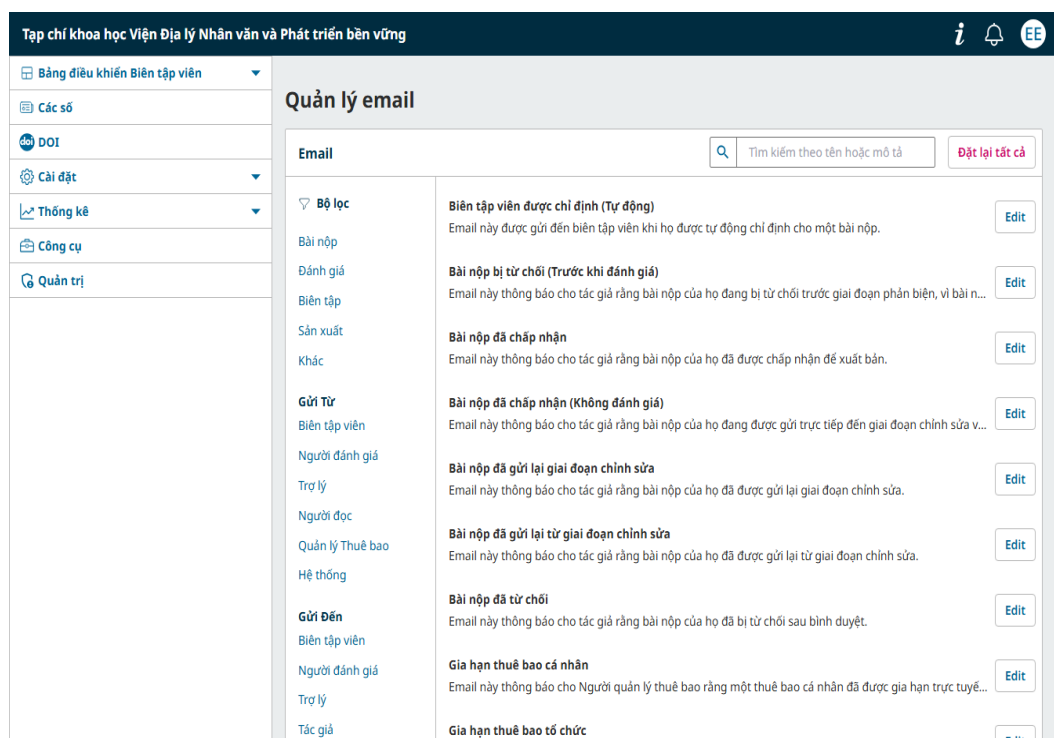 Tạp chí khoa học Viện Địa lý Nhân văn và Phát triển bền vững
i
EE
Bảng điều khiển Biên tập viên
Các số
doi DOI
Cài đặt
Thống kê
Công cụ
Quản trị
Quản lý email
Email
Tìm kiếm theo tên hoặc mô tả
Đặt lại tất cả
Bộ lọc
Bài nộp
Đánh giá
Biên tập
Sản xuất
Khác
Gửi Từ
Biên tập viên
Người đánh giá
Trợ lý
Người đọc
Quản lý Thuê bao
Hệ thống
Gửi Đến
Biên tập viên
Người đánh giá
Trợ lý
Tác giả
Biên tập viên được chỉ định (Tự động)
Email này được gửi đến biên tập viên khi họ được tự động chỉ định cho một bài nộp.
Edit
Bài nộp bị từ chối (Trước khi đánh giá)
Email này thông báo cho tác giả rằng bài nộp của họ đang bị từ chối trước giai đoạn phản biện, vì bài n...
Edit
Bài nộp đã chấp nhận
Email này thông báo cho tác giả rằng bài nộp của họ đã được chấp nhận để xuất bản.
Edit
Bài nộp đã chấp nhận (Không đánh giá)
Email này thông báo cho tác giả rằng bài nộp của họ đang được gửi trực tiếp đến giai đoạn chỉnh sửa v...
Edit
Bài nộp đã gửi lại giai đoạn chỉnh sửa
Email này thông báo cho tác giả rằng bài nộp của họ đã được gửi lại giai đoạn chỉnh sửa.
Edit
Bài nộp đã gửi lại từ giai đoạn chỉnh sửa
Email này thông báo cho tác giả rằng bài nộp của họ đã được gửi lại từ giai đoạn chỉnh sửa.
Edit
Bài nộp đã từ chối
Email này thông báo cho tác giả rằng bài nộp của họ đã bị từ chối sau bình duyệt.
Edit
Gia hạn thuê bao cá nhân
Email này thông báo cho Người quản lý thuê bao rằng một thuê bao cá nhân đã được gia hạn trực tuyế...
Edit
Gia hạn thuê bao tổ chức